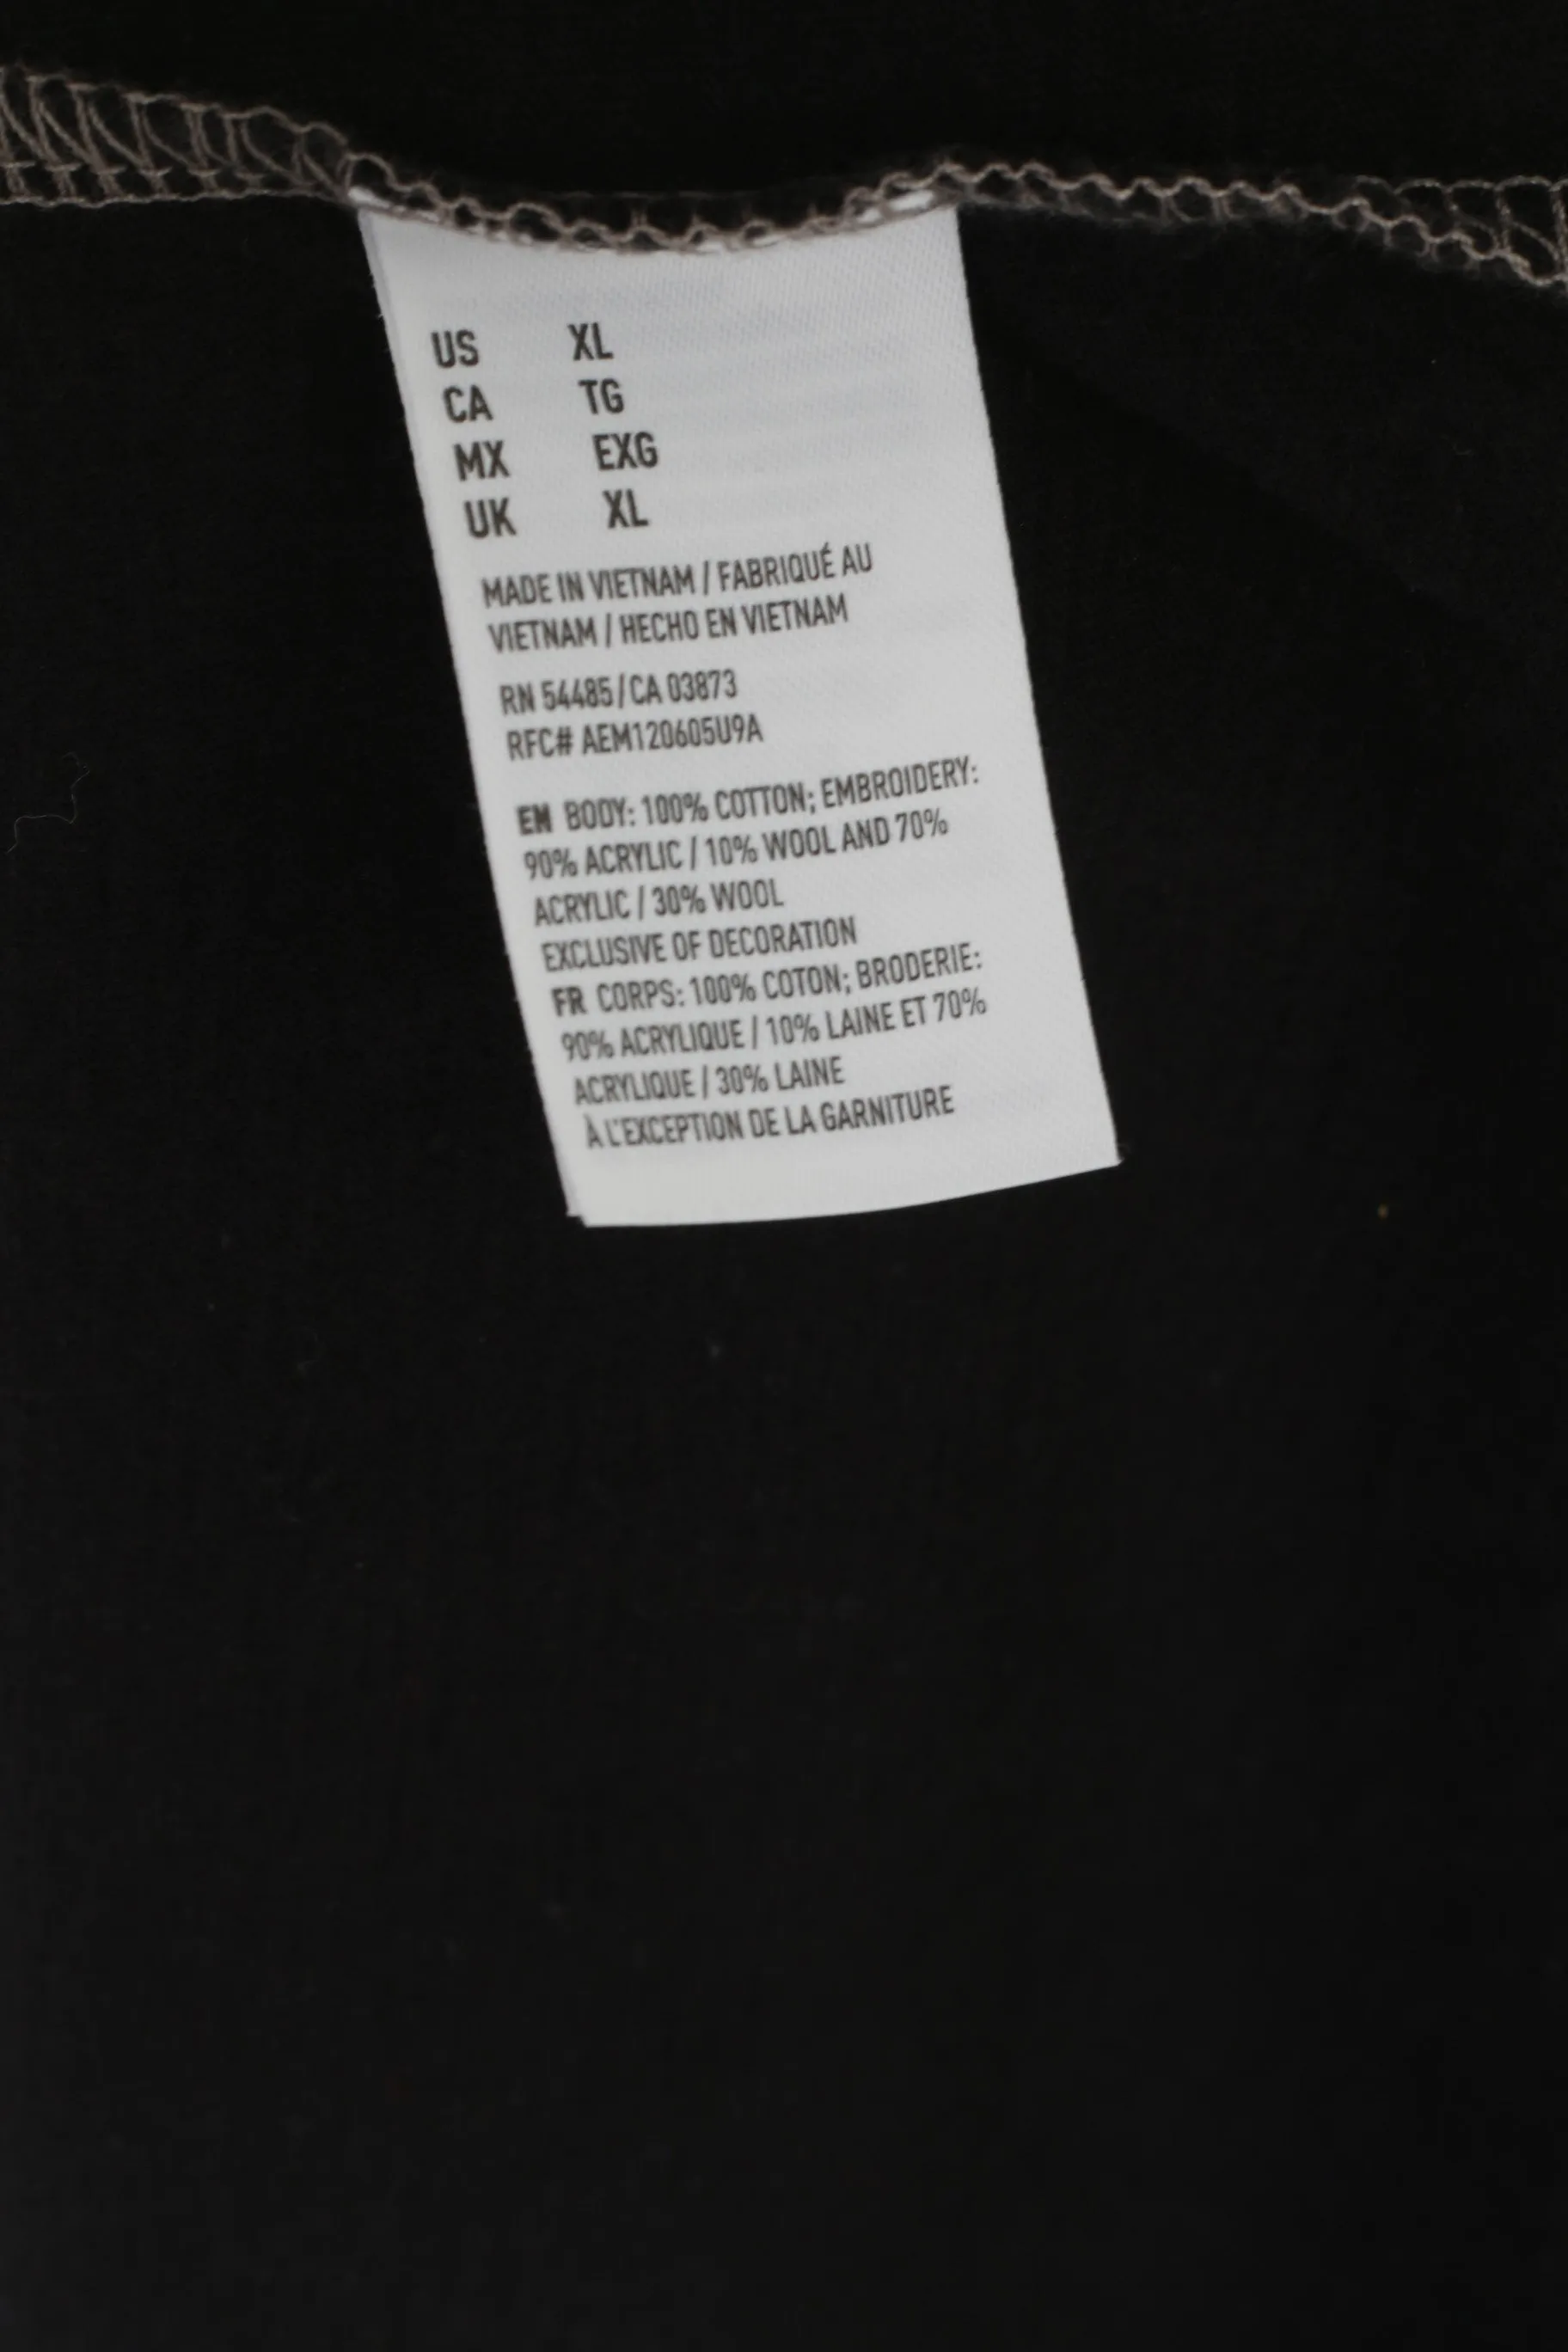 US XL
CA TG
MX EXG
UK XL
MADE IN VIETNAM / FABRIQUÉ AU
VIETNAM / HECHO EN VIETNAM
RN 54485/CA 03873
RFC# AEM120605U9A
EN BODY: 100% COTTON; EMBROIDERY:
90% ACRYLIC / 10% WOOL AND 70%
ACRYLIC / 30% WOOL
EXCLUSIVE OF DECORATION
FR CORPS: 100% COTON; BRODERIE:
90% ACRYLIQUE / 10% LAINE ET 70%
ACRYLIQUE / 30% LAINE
À L'EXCEPTION DE LA GARNITURE